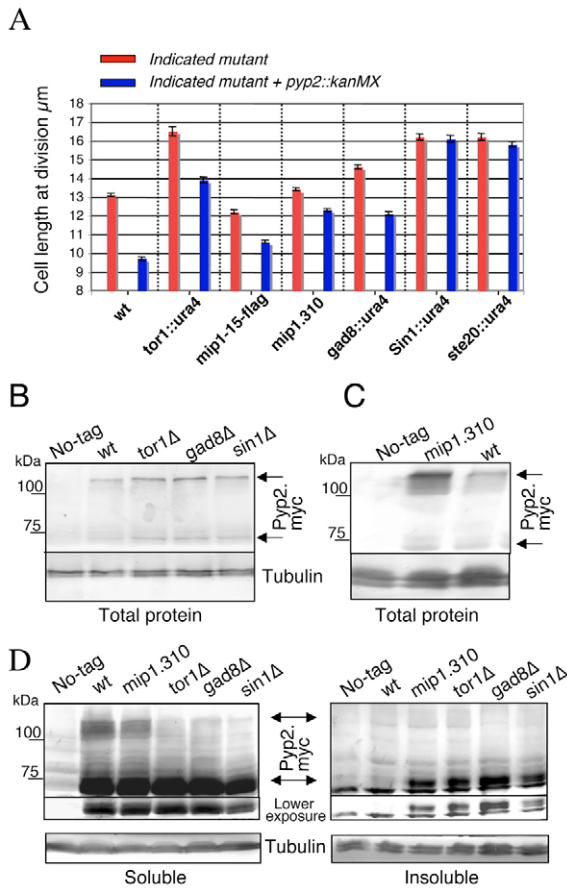 A
Indicated mutant
Indicated mutant + pyp2::kanMX
Cell length at division μm
18
17
16
15
14
13
12
11
10
9
8
wt
tor1::ura4
mip1-15-flag
mip1.310
gad8::ura4
Sin1::ura4
ste20::ura4
B
No-tag wt tor1Δ gad8Δ sin1Δ
kDa
100
75
Pyp2.
myc
Tubulin
Total protein
C
No-tag mip1.310 wt
kDa
100
75
Pyp2.
myc
Total protein
D
No-tag wt mip1.310 tor1Δ gad8Δ sin1Δ
kDa
100
75
Pyp2.
myc
Lower
exposure
Tubulin
Soluble
No-tag wt mip1.310 tor1Δ gad8Δ sin1Δ
Insoluble